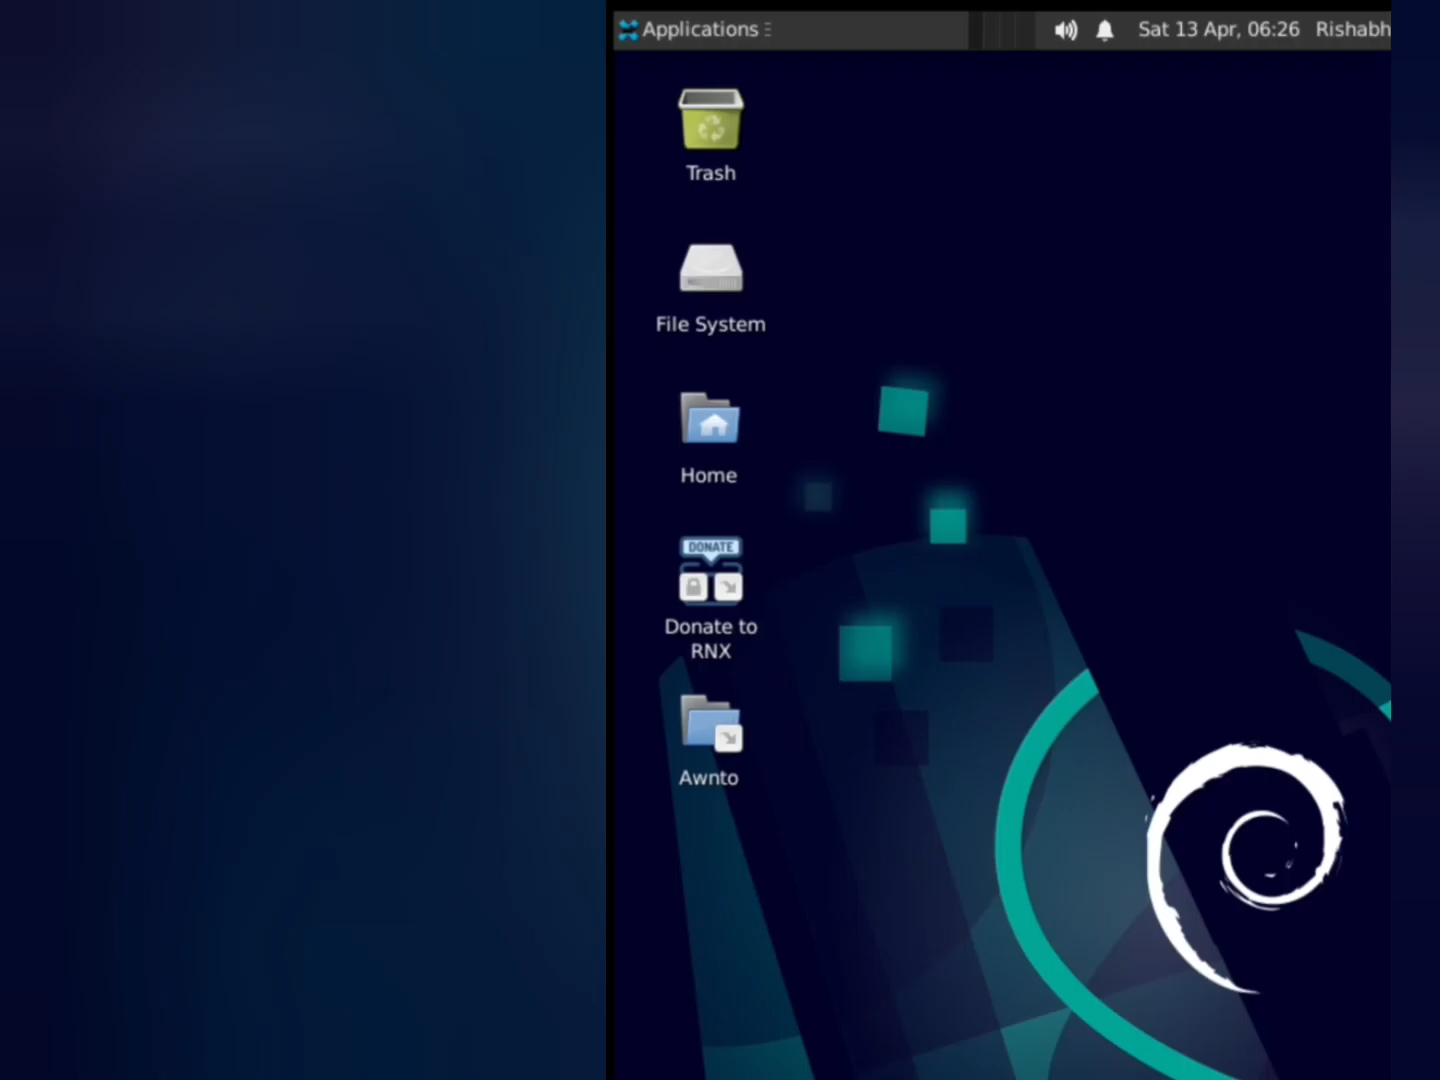 Applications
Sat 13 Apr, 06:26 Rishabh
Trash
File System
Home
DONATE
Donate to
RNX
Awnto